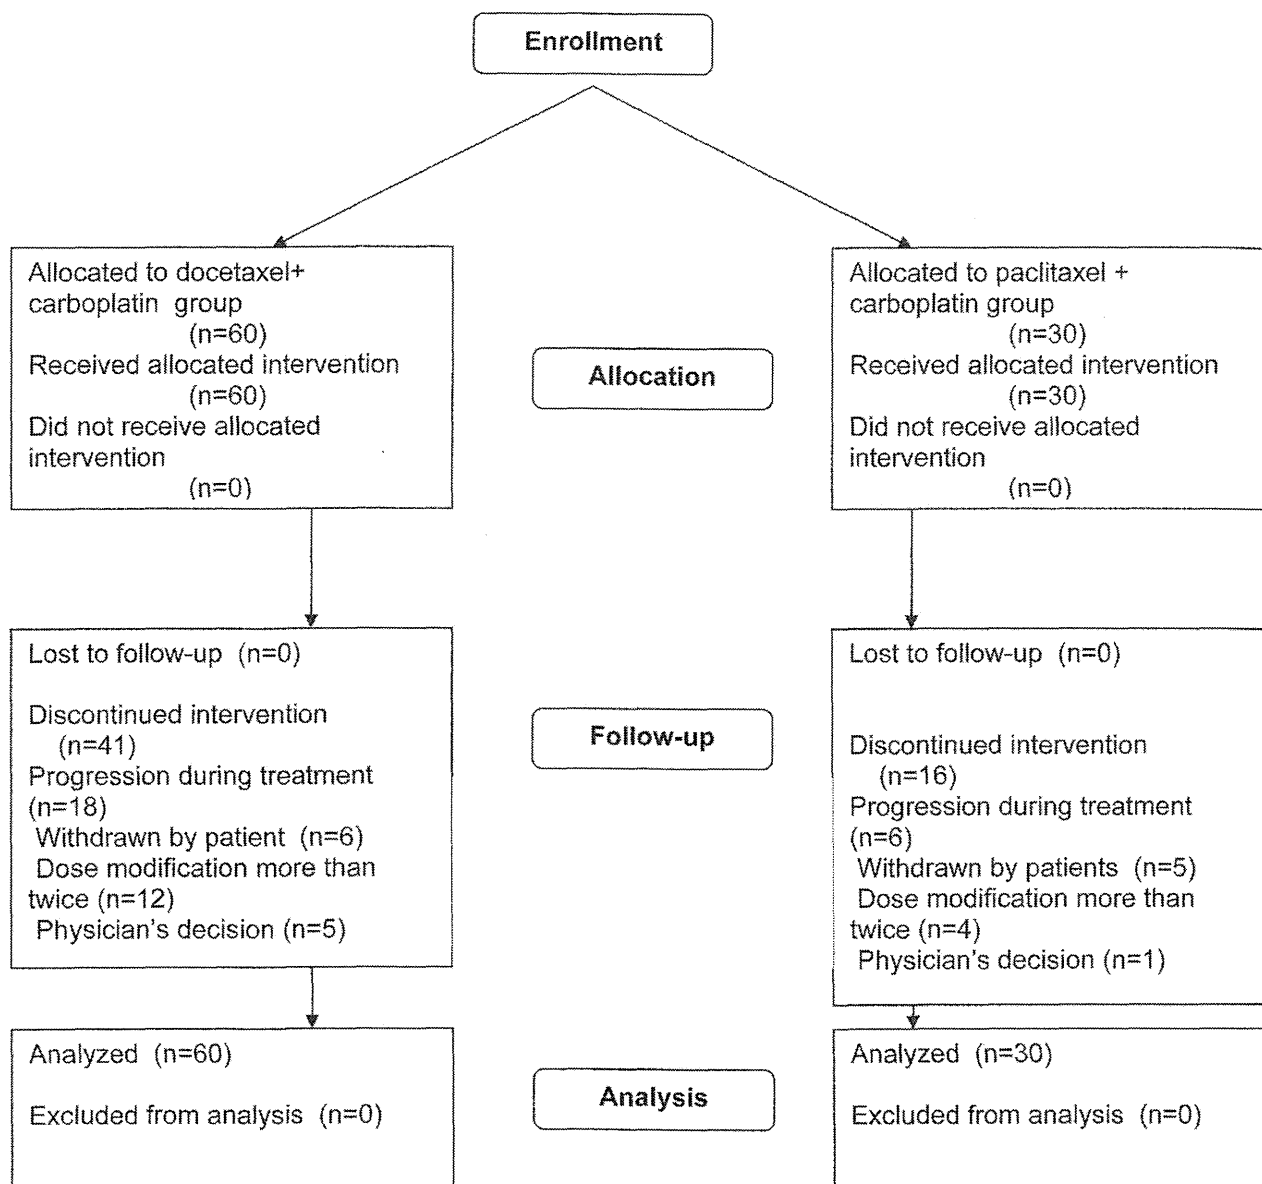 Enrollment
Allocated to docetaxel+
carboplatin group
(n=60)
Received allocated intervention
(n=60)
Did not receive allocated
intervention
(n=0)
Allocation
Allocated to paclitaxel +
carboplatin group
(n=30)
Received allocated intervention
(n=30)
Did not receive allocated
intervention
(n=0)
Lost to follow-up (n=0)
Discontinued intervention
(n=41)
Progression during treatment
(n=18)
Withdrawn by patient (n=6)
Dose modification more than
twice (n=12)
Physician's decision (n=5)
Follow-up
Lost to follow-up (n=0)
Discontinued intervention
(n=16)
Progression during treatment
(n=6)
Withdrawn by patients (n=5)
Dose modification more than
twice (n=4)
Physician's decision (n=1)
Analyzed (n=60)
Excluded from analysis (n=0)
Analysis
Analyzed (n=30)
Excluded from analysis (n=0)